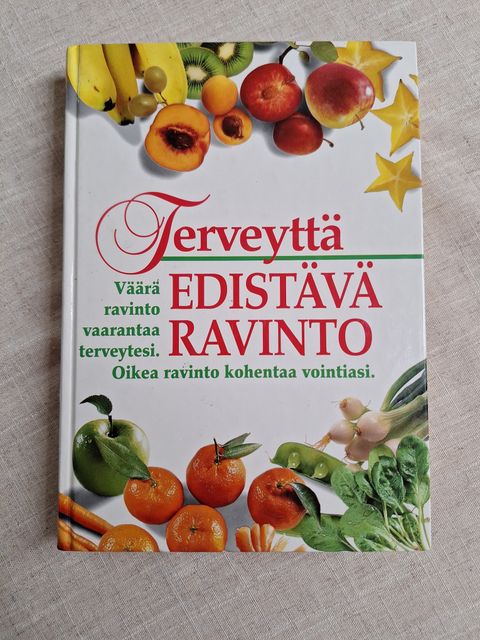 Terveyttä
EDISTÄVÄ
RAVINTO
Väärä
ravinto
vaarantaa
terveytesi.
Oikea ravinto kohentaa vointiasi.